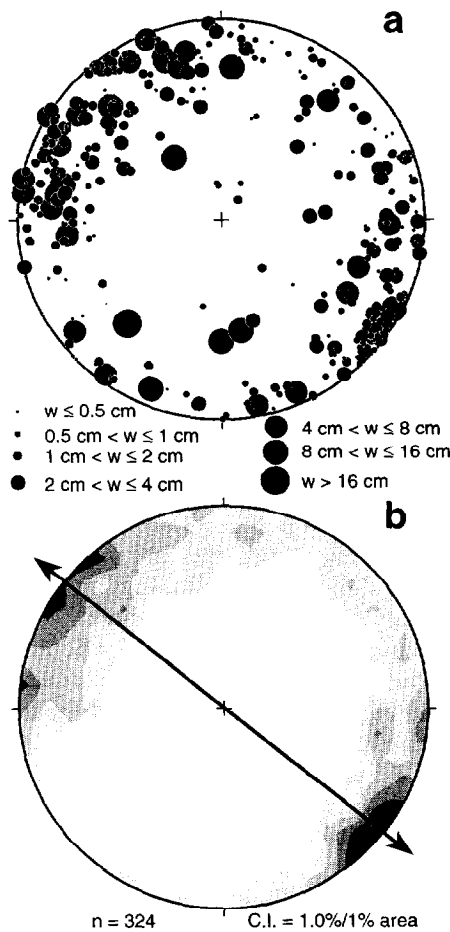 a
w ≤ 0.5 cm
0.5 cm < w ≤ 1 cm
1 cm < w ≤ 2 cm
2 cm < w ≤ 4 cm
4 cm < w ≤ 8 cm
8 cm < w ≤ 16 cm
w > 16 cm
b
n = 324
C.I. = 1.0%/1% area